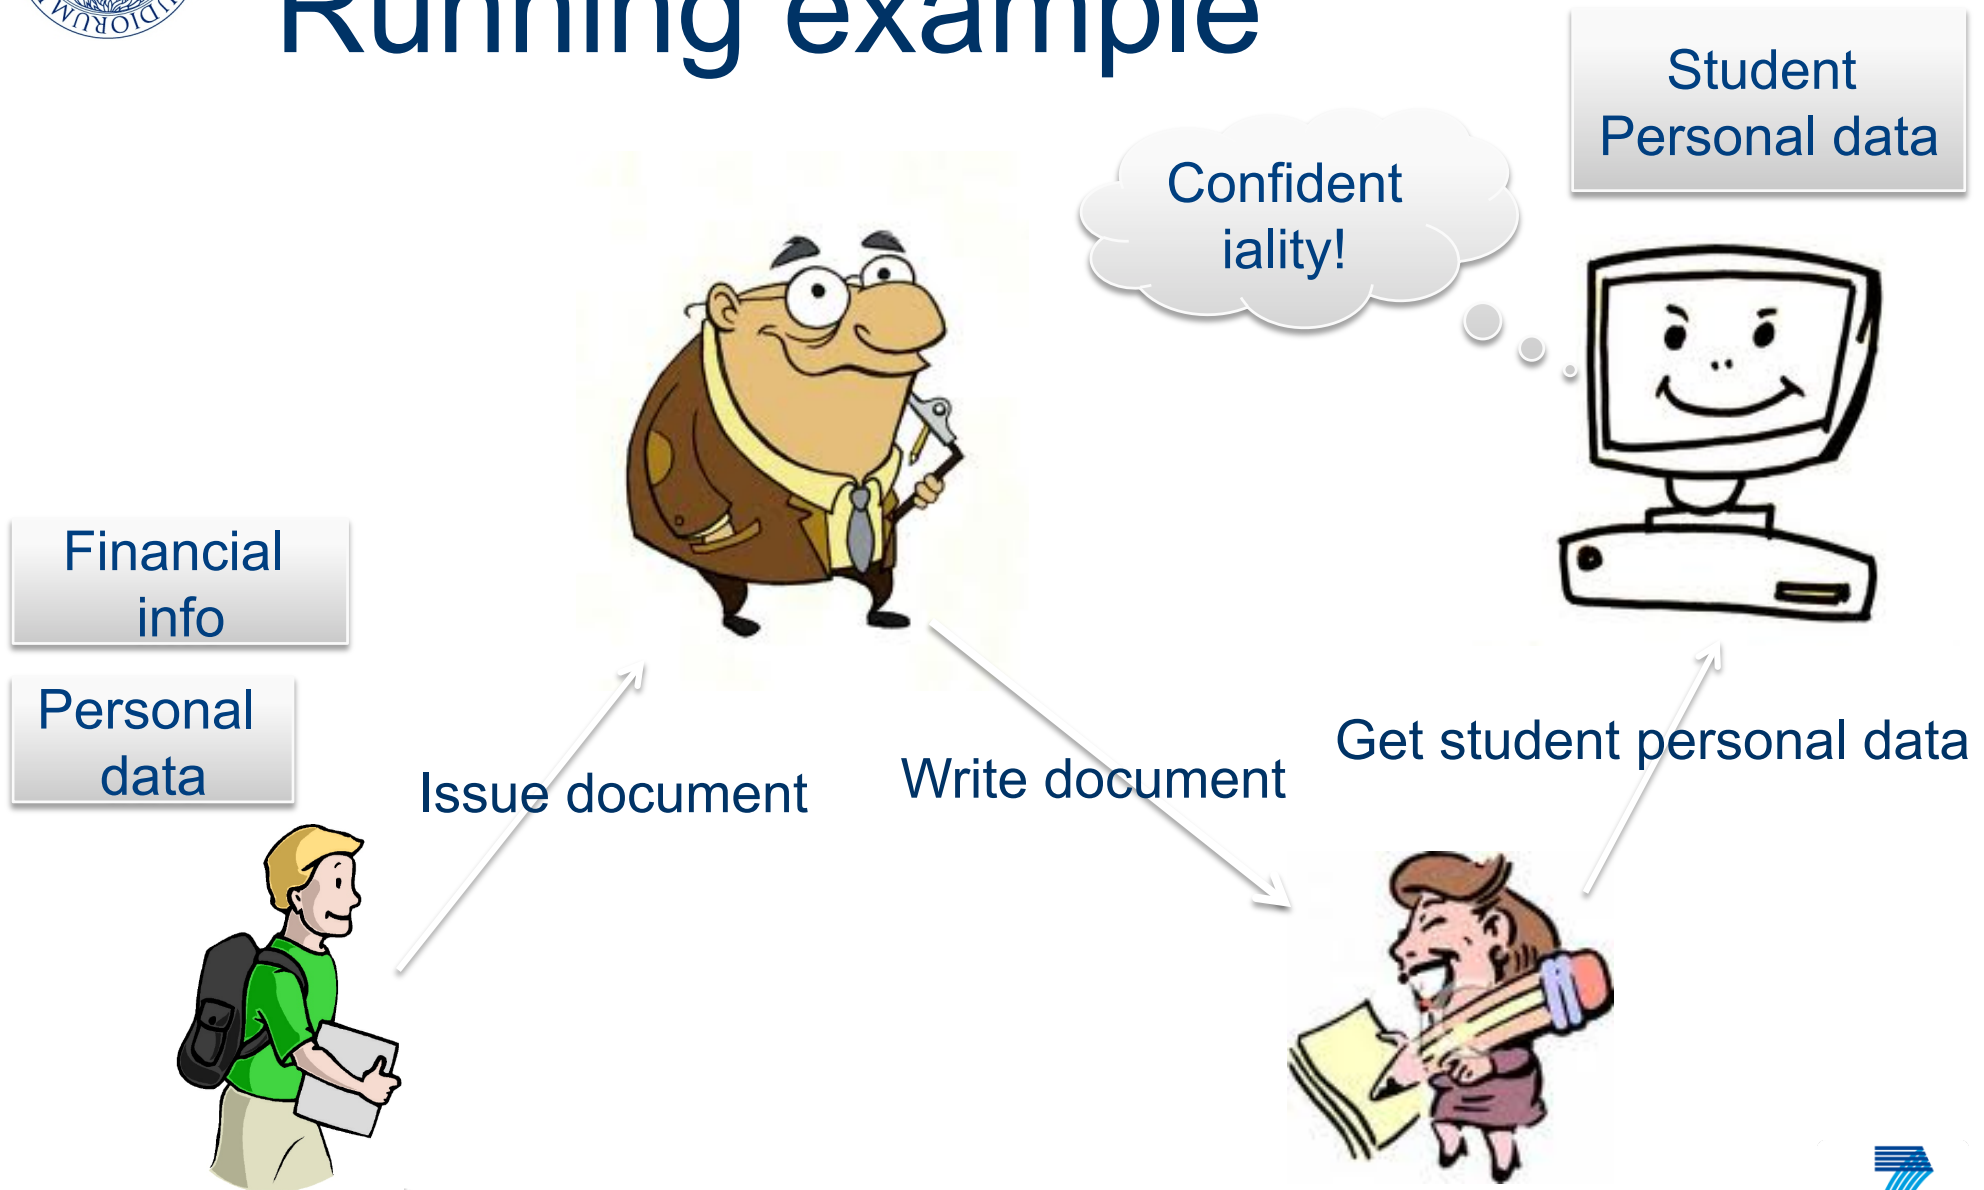 UDIORUM
Running example
Student
Personal data
Confident
iality!
Financial
info
Personal
data
Issue document
Write document
Get student personal data